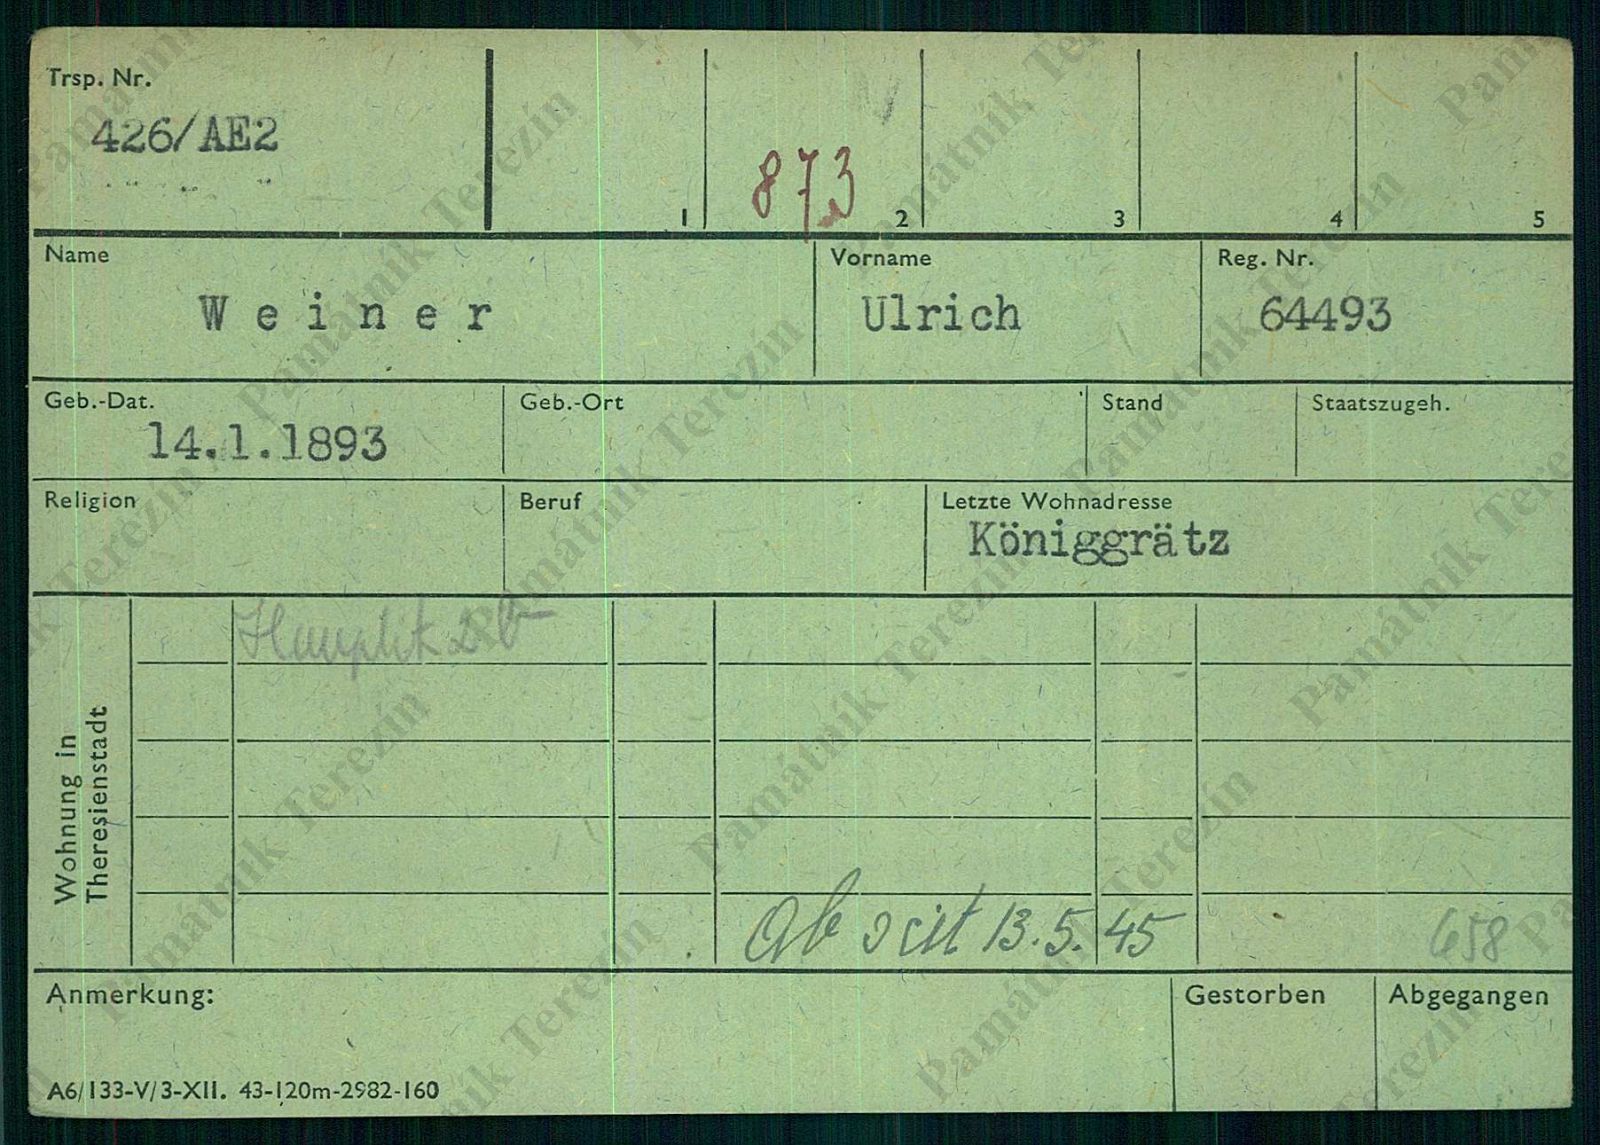 Trsp. Nr.
426/AE2
1
873
2
3
4
5
Name
Vorname
Reg. Nr.
Weiner
Ulrich
64493
Geb.-Dat.
Geb.-Ort
Stand
Staatszugeh.
14.1.1893
Religion
Beruf
Letzte Wohnadresse
Königgrätz
Wohnung in
Theresienstadt
Ab seit 13.5.45
658
Anmerkung:
Gestorben
Abgegangen
A6/133-V/3-XII. 43-120m-2982-160
Památník Terezín